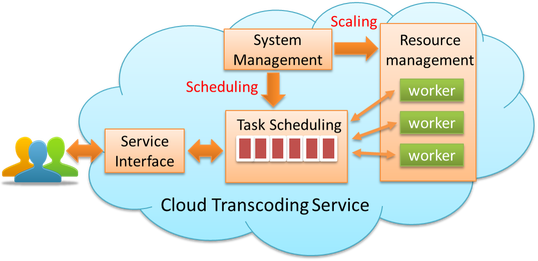 Scaling
System
Management
Resource
management
Scheduling
worker
Task Scheduling
worker
Service
Interface
worker
Cloud Transcoding Service